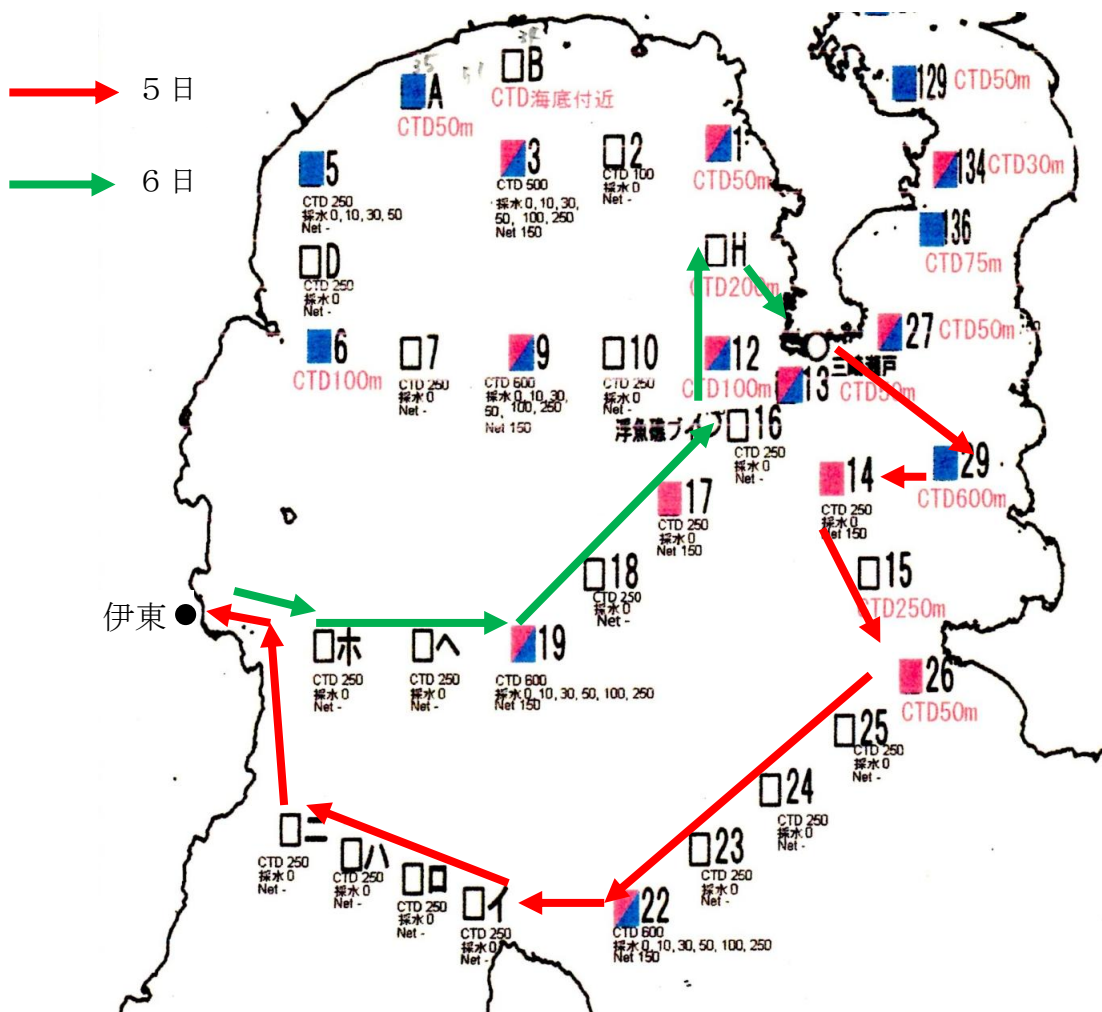 5日
6日
A
CTD50m
B
CTD海底付近
129
CTD50m
5
CTD 250
採水 0, 10, 30, 50
Net -
3
CTD 500
採水 0, 10, 30,
50, 100, 250
Net 150
2
CTD 100
採水 0
Net -
1
CTD50m
134
CTD30m
136
CTD75m
D
CTD 250
採水 0
Net -
H
CTD200m
6
CTD100m
7
CTD 250
採水 0
Net -
9
CTD 600
採水 0, 10, 30,
50, 100, 250
Net 150
10
CTD 250
採水 0
Net -
12
CTD100m
27
CTD50m
三崎瀬戸
13
CTD50m
浮魚礁ブイ
16
CTD 250
採水 0
Net -
17
CTD 250
採水 0
Net 150
14
CTD 250
採水 0
Net 150
29
CTD600m
18
CTD 250
採水 0
Net -
15
CTD250m
伊東
ホ
CTD 250
採水 0
Net -
ヘ
CTD 250
採水 0
Net -
19
CTD 600
採水 0, 10, 30, 50, 100, 250
Net 150
26
CTD50m
25
CTD 250
採水 0
Net -
24
CTD 250
採水 0
Net -
23
CTD 250
採水 0
Net -
22
CTD 600
採水 0, 10, 30, 50, 100, 250
Net 150
ニ
CTD 250
採水 0
Net -
ハ
CTD 250
採水 0
Net -
ロ
CTD 250
採水 0
Net -
イ
CTD 250
採水 0
Net -